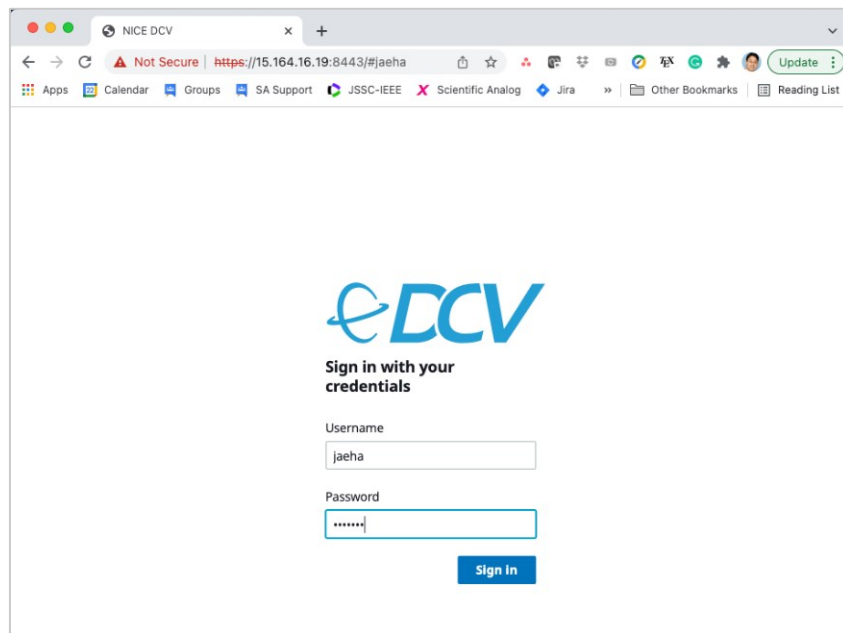 NICE DCV
Not Secure https://15.164.16.19:8443/#jaeha Update
Apps Calendar Groups SA Support JSSC-IEEE Scientific Analog Jira » Other Bookmarks Reading List
DCV
Sign in with your
credentials
Username
jaeha
Password
•••••••
Sign in